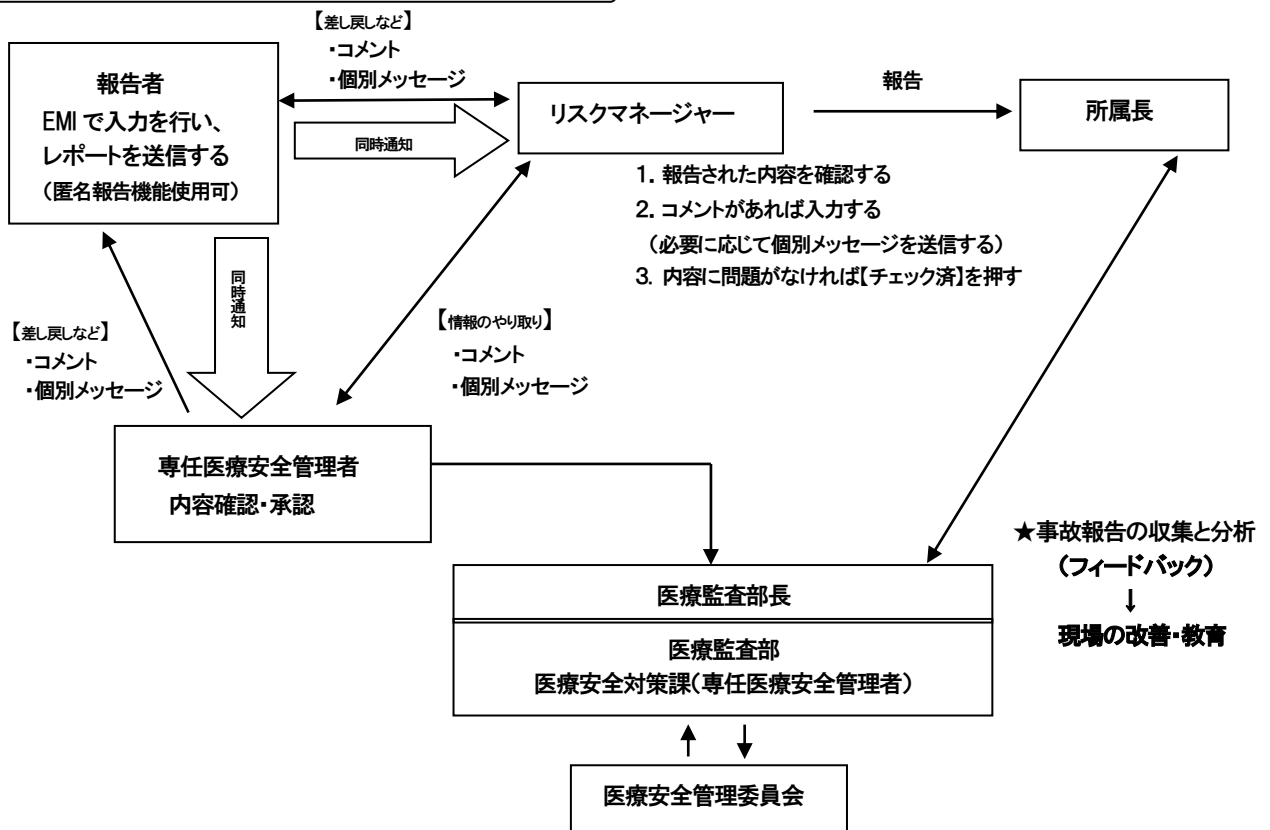 【差し戻しなど】
・コメント
・個別メッセージ
報告者
EMIで入力を行い、
レポートを送信する
（匿名報告機能使用可）
同時通知
リスクマネージャー
報告
所属長
1．報告された内容を確認する
2．コメントがあれば入力する
（必要に応じて個別メッセージを送信する）
3. 内容に問題がなければ【チェック済】を押す
同時通知
【差し戻しなど】
・コメント
・個別メッセージ
【情報のやり取り】
・コメント
・個別メッセージ
専任医療安全管理者
内容確認・承認
★事故報告の収集と分析
（フィードバック）
↓
現場の改善・教育
医療監査部長
医療監査部
医療安全対策課（専任医療安全管理者）
医療安全管理委員会